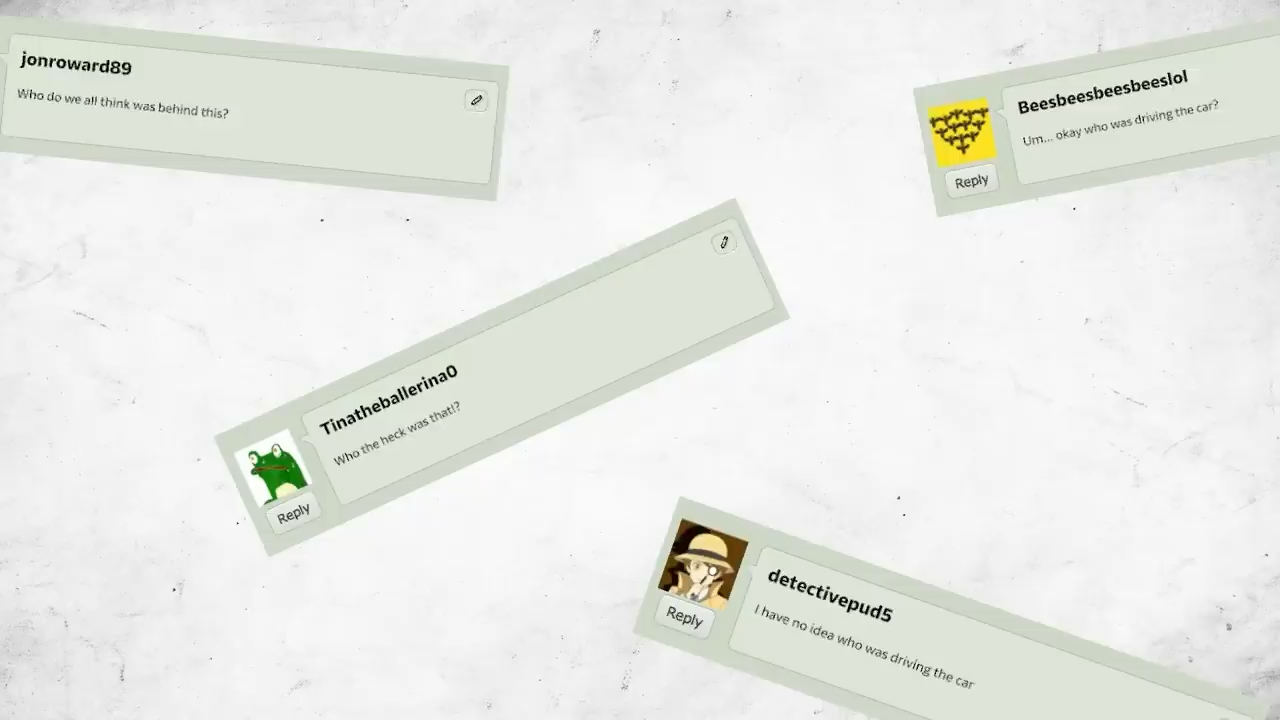 jonroward89
Who do we all think was behind this?
Beesbeesbeesbeeslol
Um... okay who was driving the car?
Reply
Tinatheballerina0
Who the heck was that!?
Reply
detectivepud5
I have no idea who was driving the car
Reply